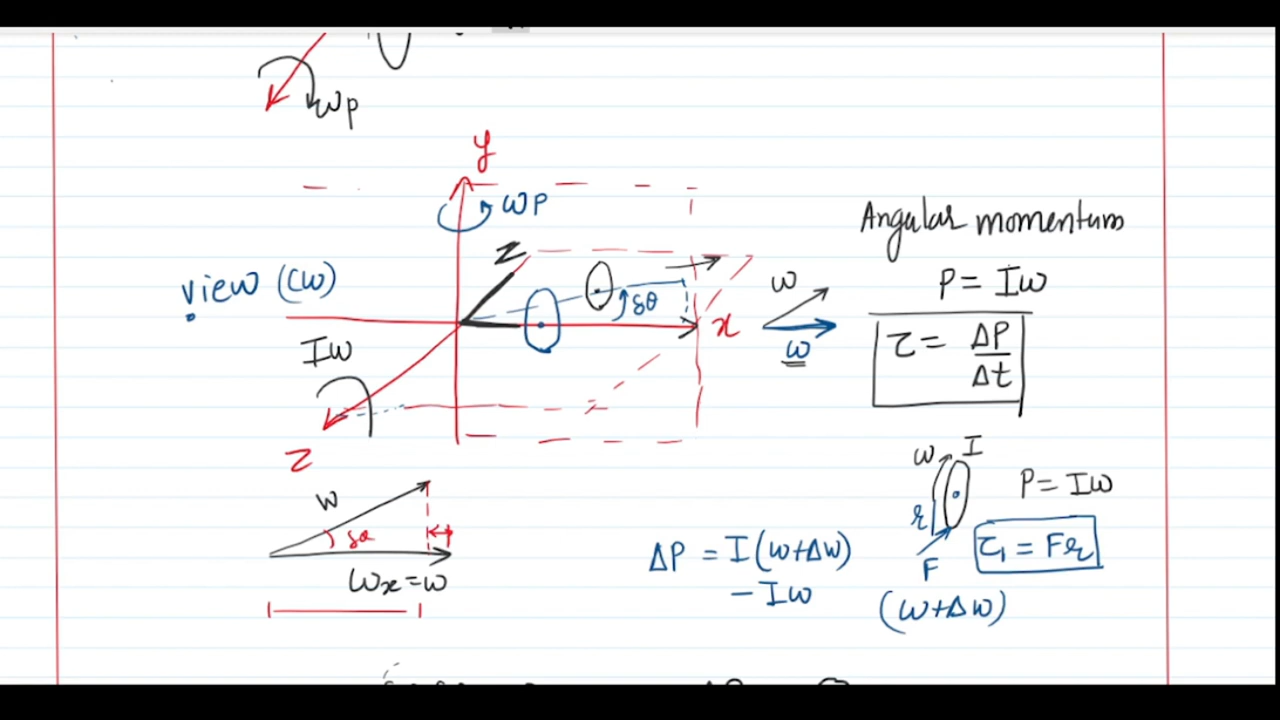 ωp
y
ωp
Z
Angular momentum
view (CW)
δθ
ω
P = Iω
x
ω
Iω
τ = ΔP/Δt
Z
ω
δθ
ωx = ω
ω I
P = Iω
r
τ₁ = Fr
F
ΔP = I(ω+Δω)
- Iω
(ω+Δω)